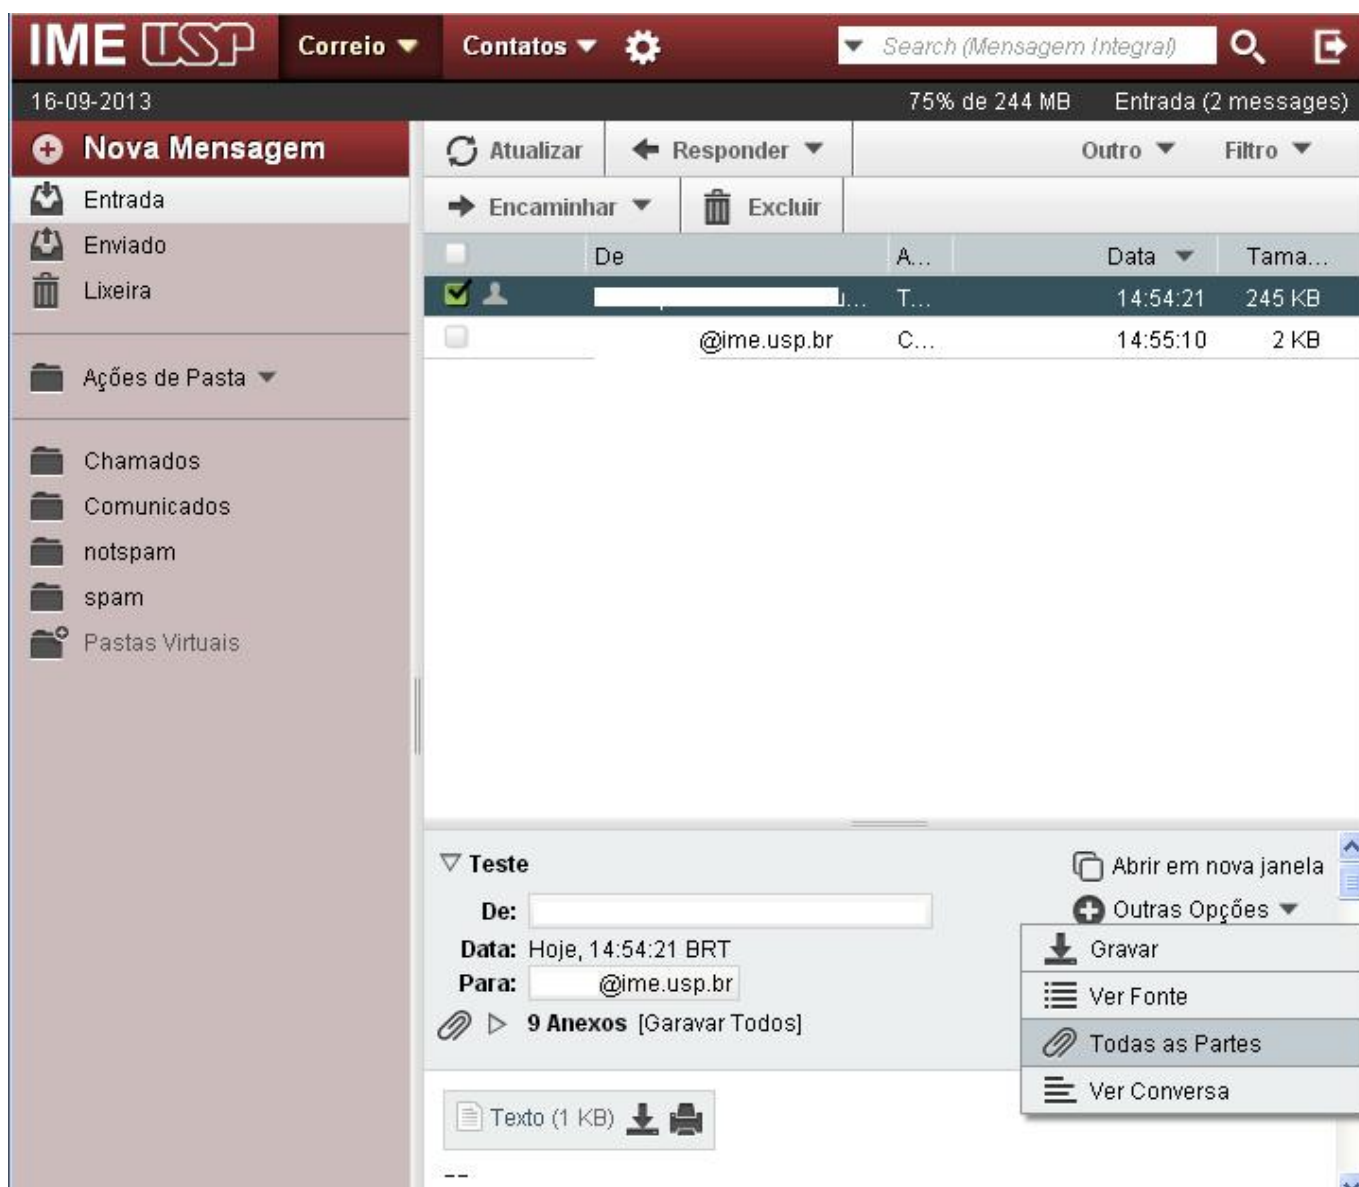 IME USP Correio Contatos Search (Mensagem Integral)
16-09-2013 75% de 244 MB Entrada (2 messages)
Nova Mensagem
Atualizar Responder Outro Filtro
Entrada
Encaminhar Excluir
Enviado
De A... Data Tama...
Lixeira
... T... 14:54:21 245 KB
@ime.usp.br C... 14:55:10 2 KB
Ações de Pasta
Chamados
Comunicados
notspam
spam
Pastas Virtuais
Teste
Abrir em nova janela
De:
Outras Opções
Data: Hoje, 14:54:21 BRT
Gravar
Para: @ime.usp.br
Ver Fonte
9 Anexos [Garavar Todos]
Todas as Partes
Ver Conversa
Texto (1 KB)
--